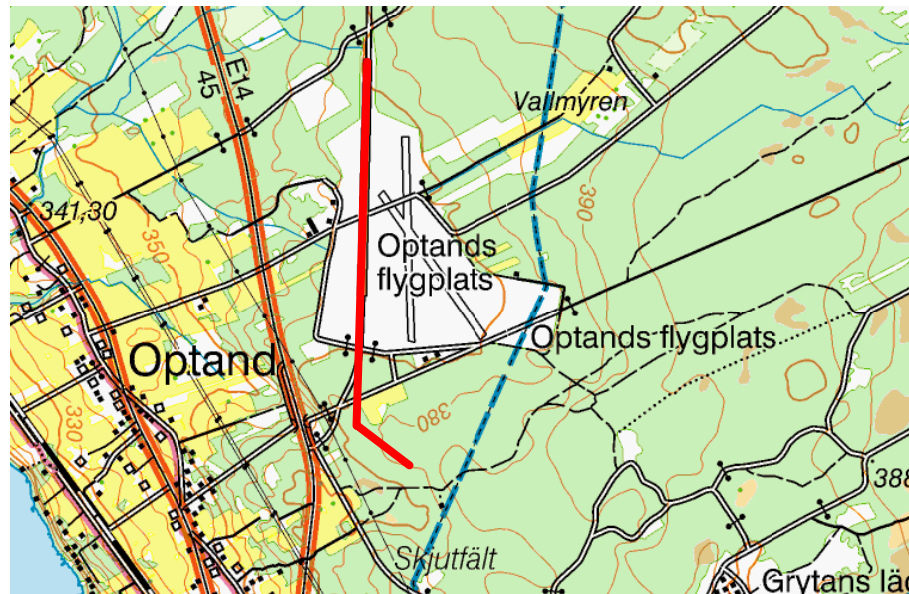 E14
45
Vallmyren
341,30
390
350
Optands
flygplats
Optands flygplats
Optand
380
330
388
Skjutfält
Grytans läg